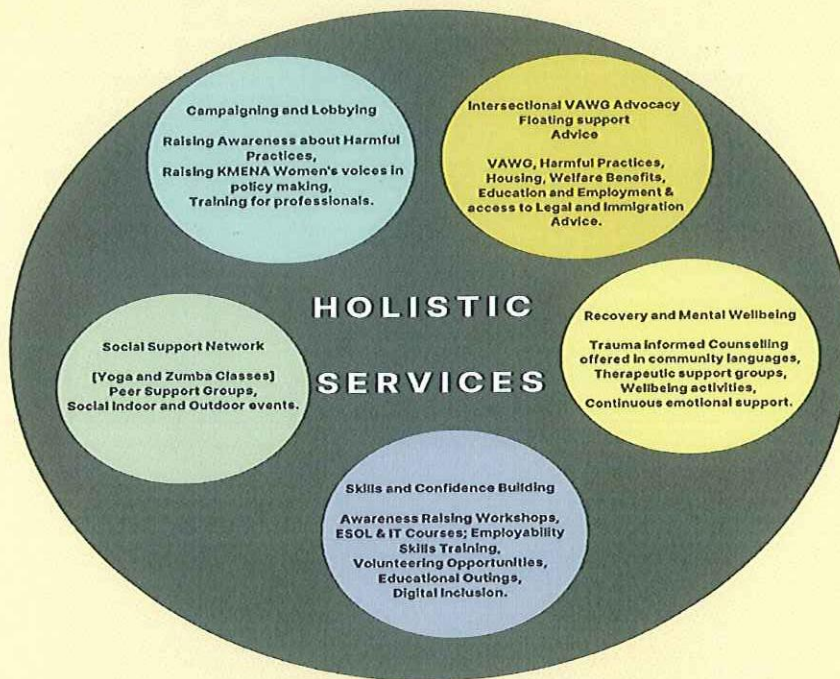 Campaigning and Lobbying
Raising Awareness about Harmful
Practices,
Raising KMENA Women's voices in
policy making,
Training for professionals.
Intersectional VAWG Advocacy
Floating support
Advice
VAWG, Harmful Practices,
Housing, Welfare Benefits,
Education and Employment &
access to Legal and Immigration
Advice.
HOLISTIC
SERVICES
Social Support Network
[Yoga and Zumba Classes]
Peer Support Groups,
Social Indoor and Outdoor events.
Recovery and Mental Wellbeing
Trauma Informed Counselling
offered in community languages,
Therapeutic support groups,
Wellbeing activities,
Continuous emotional support.
Skills and Confidence Building
Awareness Raising Workshops,
ESOL & IT Courses; Employability
Skills Training,
Volunteering Opportunities,
Educational Outings,
Digital Inclusion.